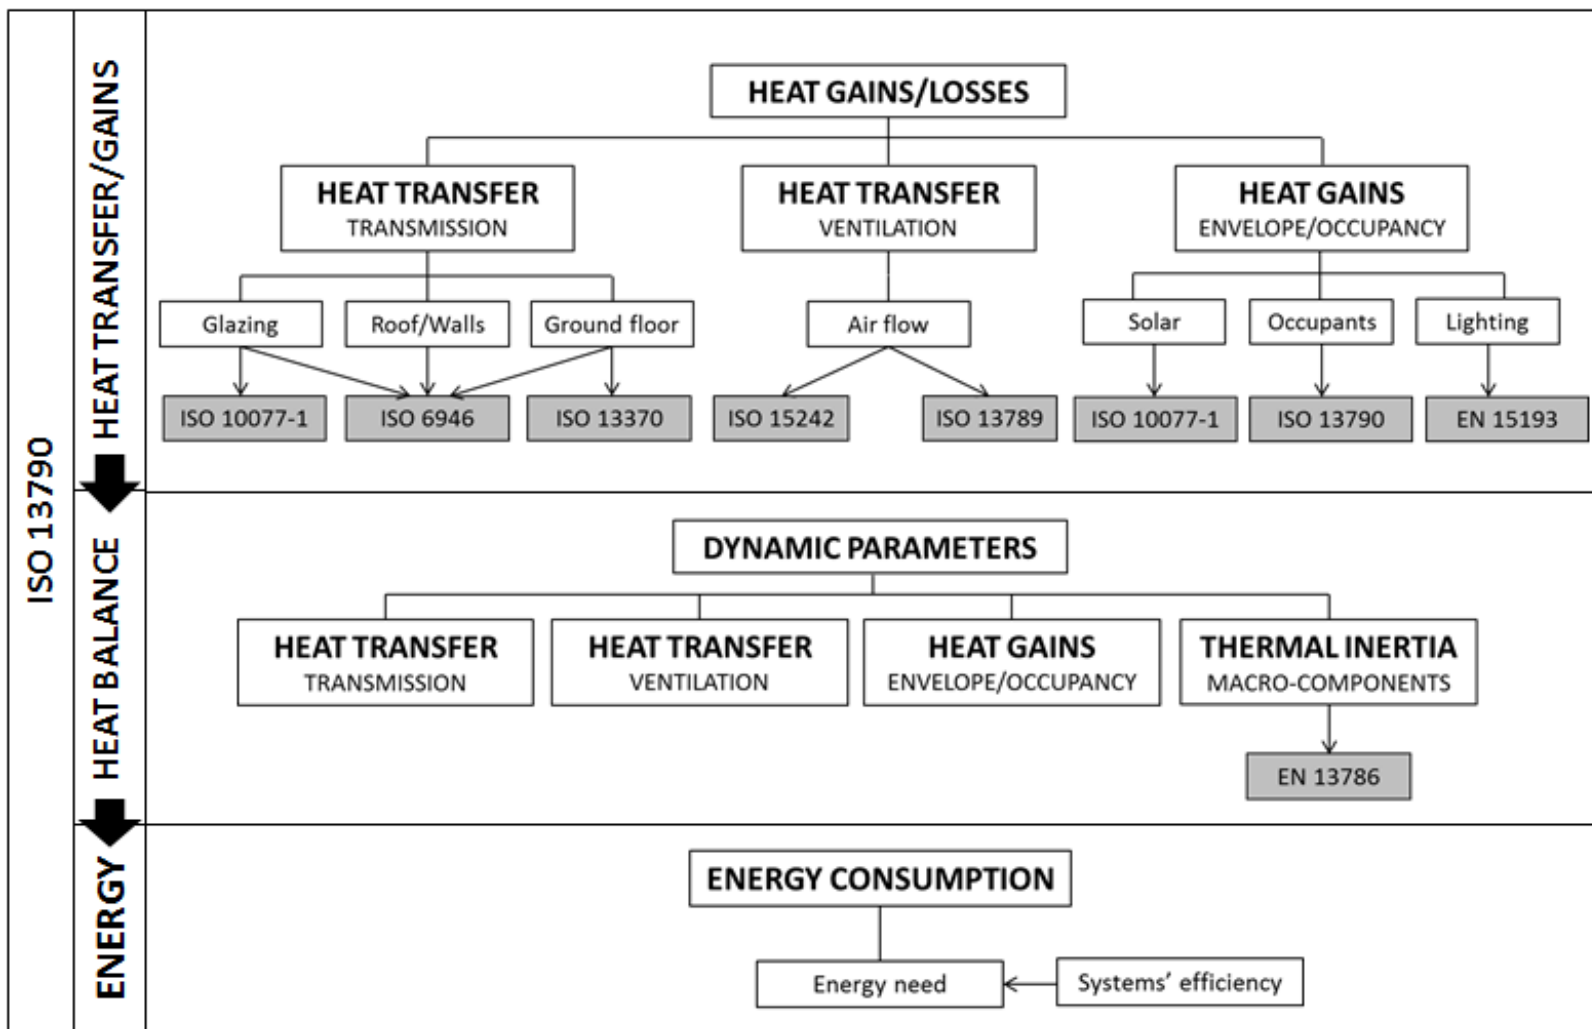 ISO 13790
HEAT TRANSFER/GAINS
HEAT GAINS/LOSSES
HEAT TRANSFER
TRANSMISSION
HEAT TRANSFER
VENTILATION
HEAT GAINS
ENVELOPE/OCCUPANCY
Glazing
Roof/Walls
Ground floor
Air flow
Solar
Occupants
Lighting
ISO 10077-1
ISO 6946
ISO 13370
ISO 15242
ISO 13789
ISO 10077-1
ISO 13790
EN 15193
HEAT BALANCE
DYNAMIC PARAMETERS
HEAT TRANSFER
TRANSMISSION
HEAT TRANSFER
VENTILATION
HEAT GAINS
ENVELOPE/OCCUPANCY
THERMAL INERTIA
MACRO-COMPONENTS
EN 13786
ENERGY
ENERGY CONSUMPTION
Energy need
Systems’ efficiency